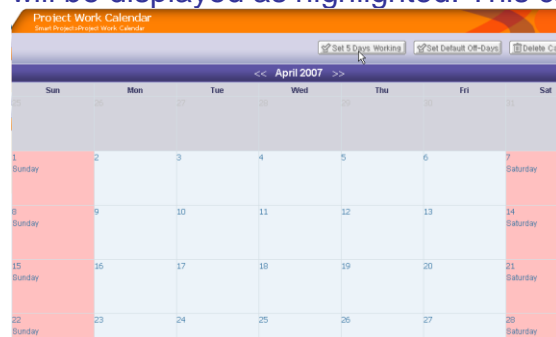 will be displayed as highlighted. This c
Project Work Calendar
Smart Project»Project Work Calendar
Set 5 Days Working Set Default Off-Days Delete Ca
<< April 2007 >>
Sun Mon Tue Wed Thu Fri Sat
25 26 27 28 29 30 31
1 2 3 4 5 6 7
Sunday Saturday
8 9 10 11 12 13 14
Sunday Saturday
15 16 17 18 19 20 21
Sunday Saturday
22 23 24 25 26 27 28
Sunday Saturday